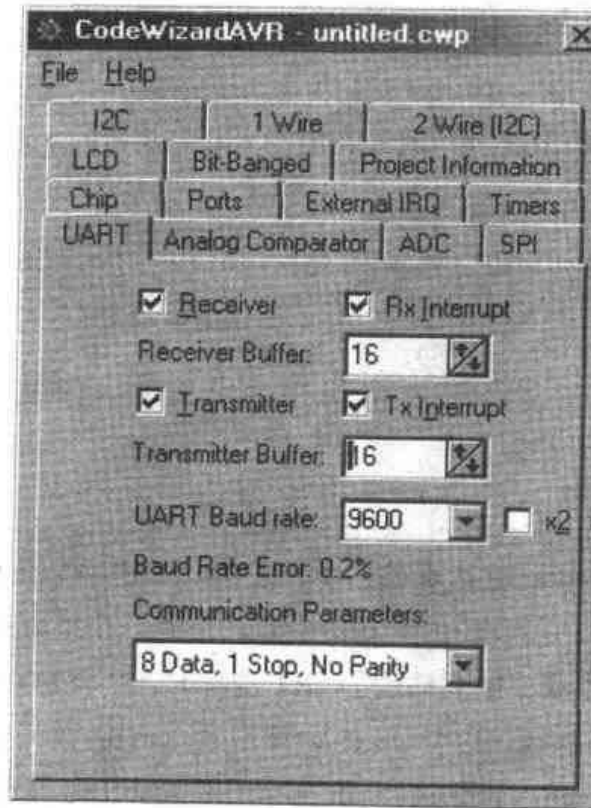 CodeWizardAVR - untitled.cwp
File Help
I2C 1 Wire 2 Wire (I2C)
LCD Bit-Banged Project Information
Chip Ports External IRQ Timers
UART Analog Comparator ADC SPI
Receiver Rx Interrupt
Receiver Buffer: 16
Transmitter Tx Interrupt
Transmitter Buffer: 16
UART Baud rate: 9600 x2
Baud Rate Error: 0.2%
Communication Parameters:
8 Data, 1 Stop, No Parity